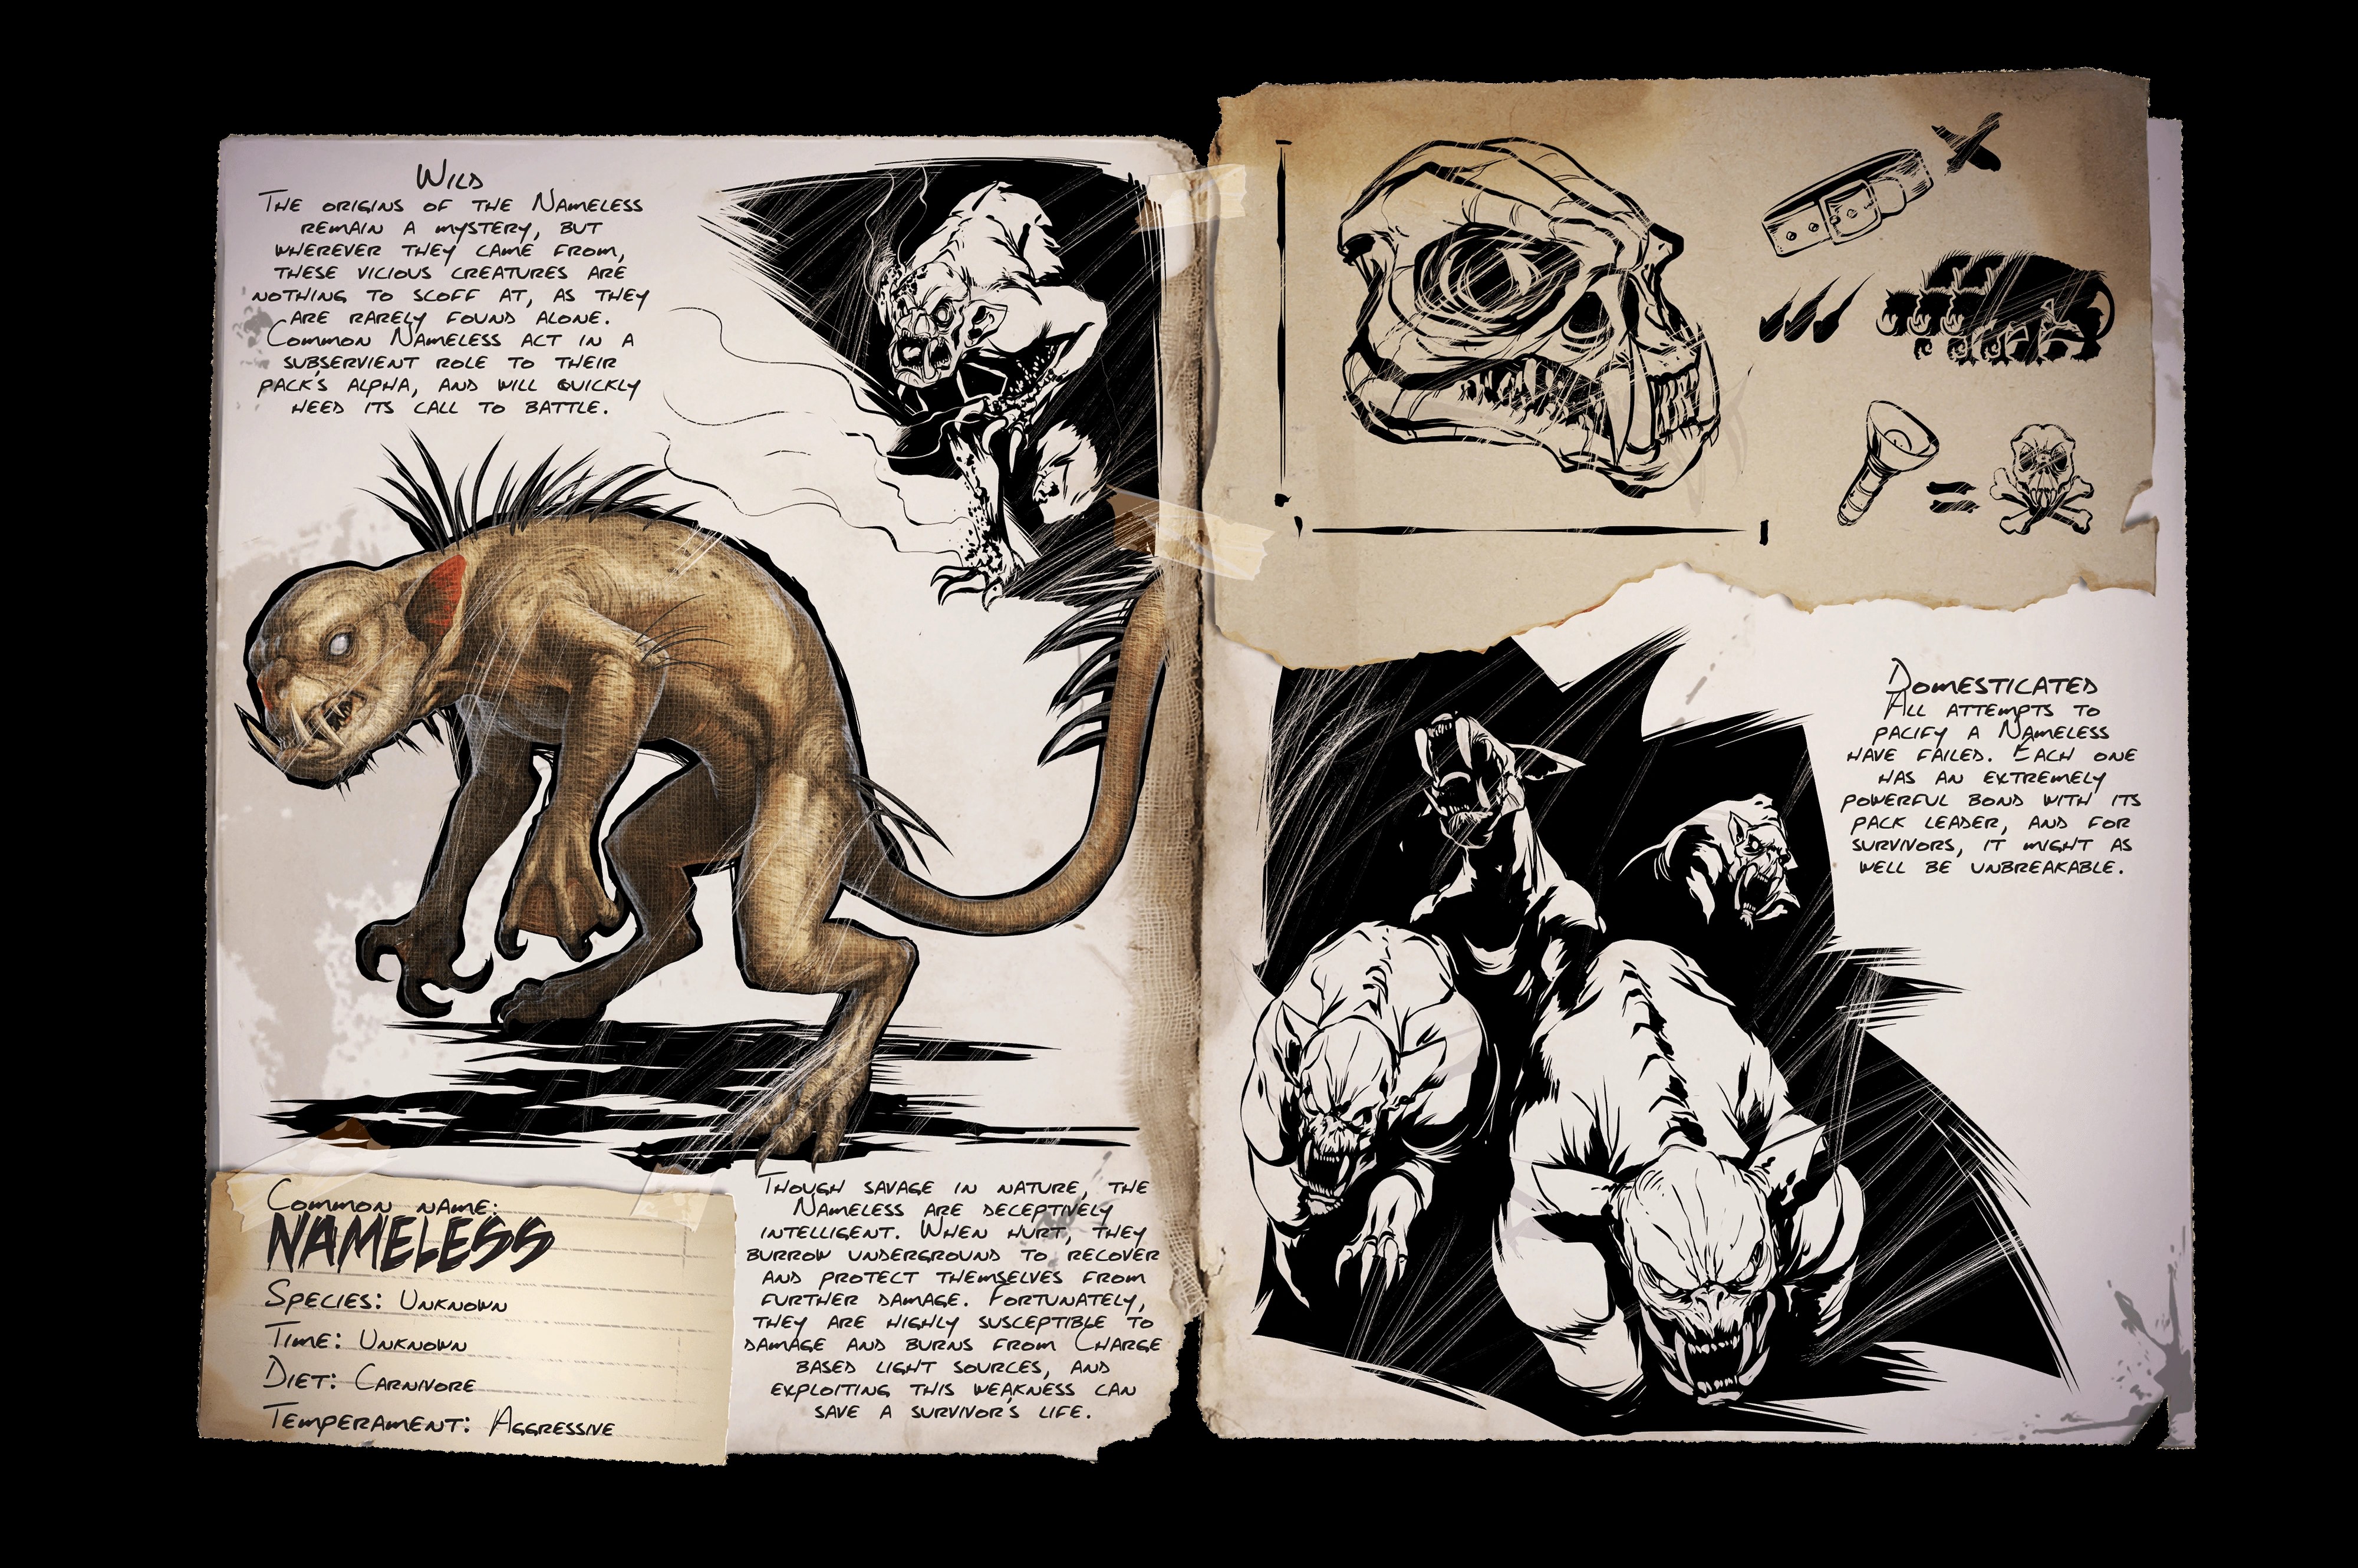 Wild
The origins of the Nameless
remain a mystery, but
wherever they came from,
these vicious creatures are
nothing to scoff at, as they
are rarely found alone.
Common Nameless act in a
subservient role to their
pack's alpha, and will quickly
heed its call to battle.
Common name:
NAMELESS
Species: Unknown
Time: Unknown
Diet: Carnivore
Temperament: Aggressive
Though savage in nature, the
Nameless are deceptively
intelligent. When hurt, they
burrow underground to recover
and protect themselves from
further damage. Fortunately,
they are highly susceptible to
damage and burns from Charge
based light sources, and
exploiting this weakness can
save a survivor's life.
Domesticated
All attempts to
pacify a Nameless
have failed. Each one
has an extremely
powerful bond with its
pack leader, and for
survivors, it might as
well be unbreakable.